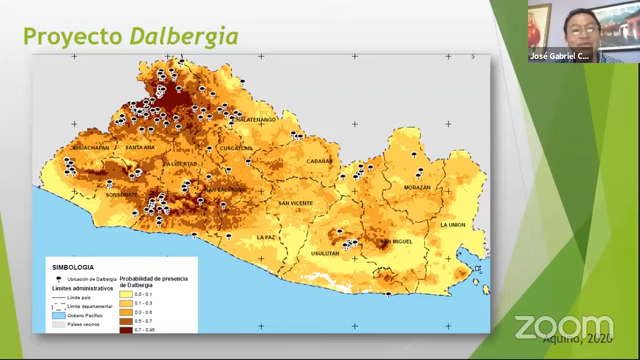 Proyecto Dalbergia
José Gabriel C...
CHALATENANGO
AHUACHAPAN
SANTA ANA
CUSCATLAN
LA LIBERTAD
CABAÑAS
SAN SALVADOR
MORAZAN
SONSONATE
SAN VICENTE
LA UNION
LA PAZ
SAN MIGUEL
USULUTAN
SIMBOLOGIA
Ubicación de Dalbergia
Límites administrativos
Límite país
Límite departamental
Océano Pacífico
Países vecinos
Probabilidad de presencia
de Dalbergia
0.0 - 0.1
0.1 - 0.3
0.3 - 0.5
0.5 - 0.7
0.7 - 0.95
zoom
Aquino, 2020